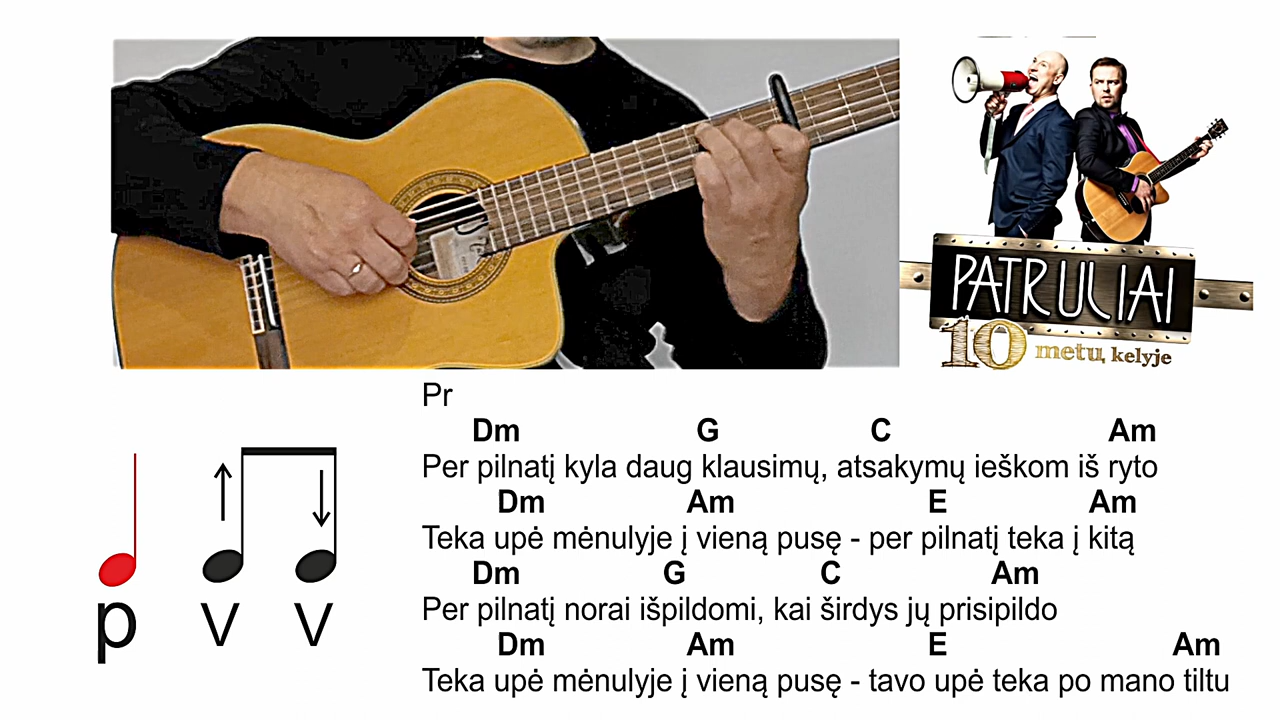 PATRULIAI
10 metų kelyje
Pr
Dm G C Am
Per pilnatį kyla daug klausimų, atsakymų ieškom iš ryto
Dm Am E Am
Teka upė mėnulyje į vieną pusę - per pilnatį teka į kitą
Dm G C Am
Per pilnatį norai išpildomi, kai širdys jų prisipildo
Dm Am E Am
Teka upė mėnulyje į vieną pusę - tavo upė teka po mano tiltu
p V V